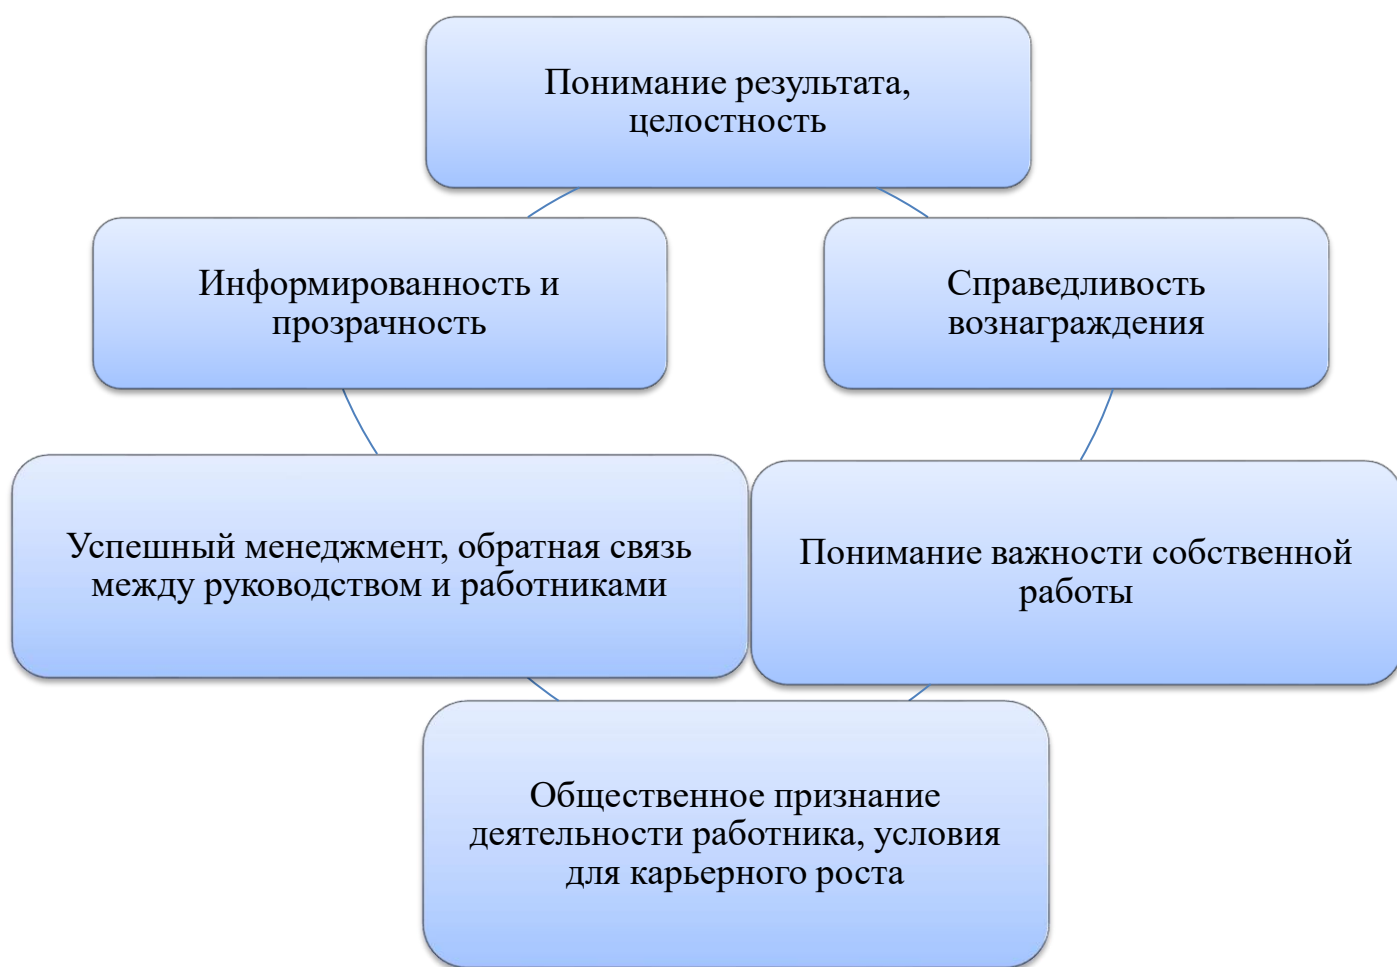 Понимание результата,
целостность
Информированность и
прозрачность
Справедливость
вознаграждения
Успешный менеджмент, обратная связь
между руководством и работниками
Понимание важности собственной
работы
Общественное признание
деятельности работника, условия
для карьерного роста